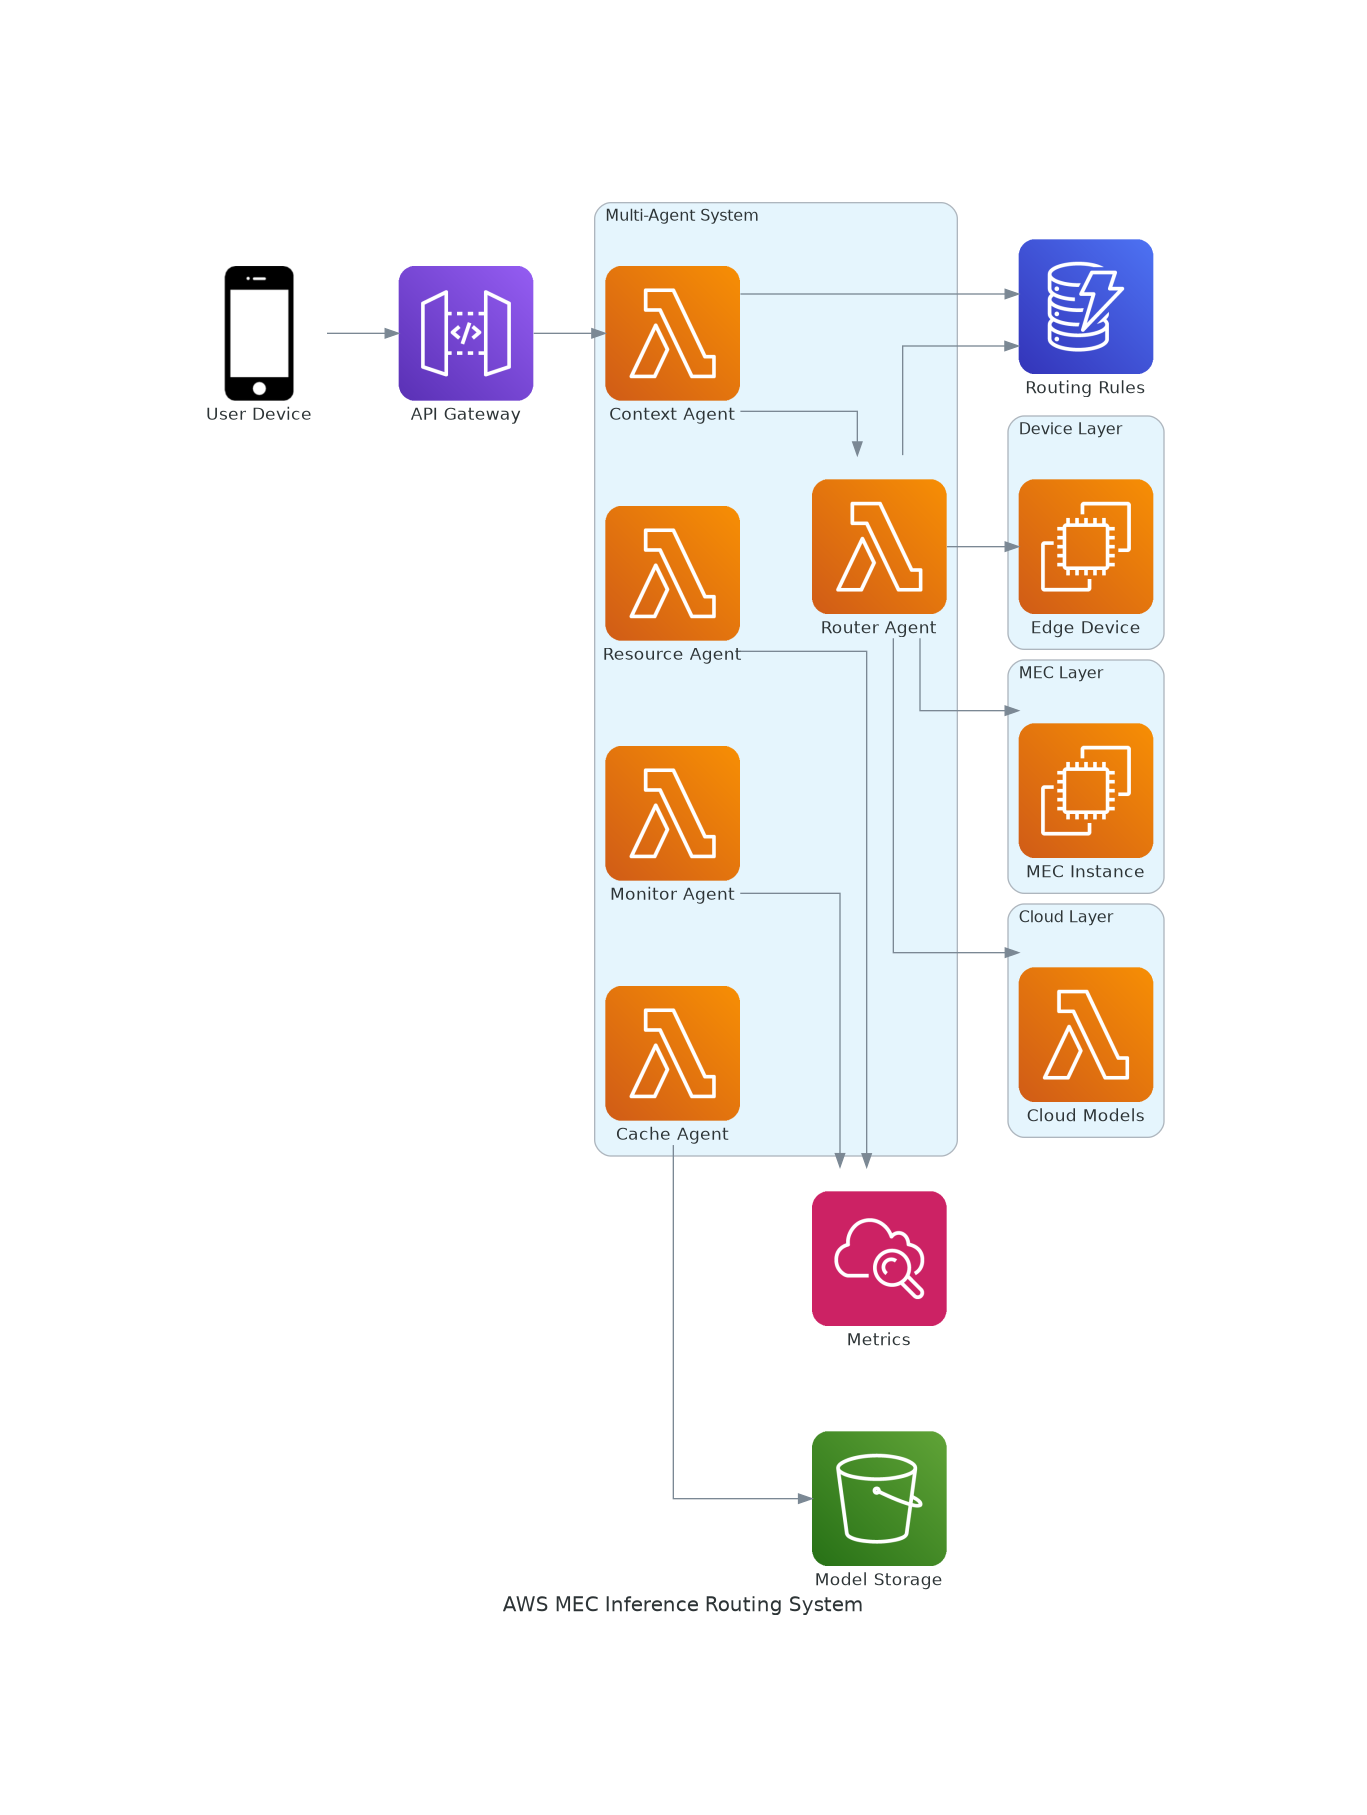 Multi-Agent System
User Device
API Gateway
Context Agent
Routing Rules
Device Layer
Resource Agent
Router Agent
Edge Device
MEC Layer
Monitor Agent
MEC Instance
Cloud Layer
Cache Agent
Cloud Models
Metrics
Model Storage
AWS MEC Inference Routing System